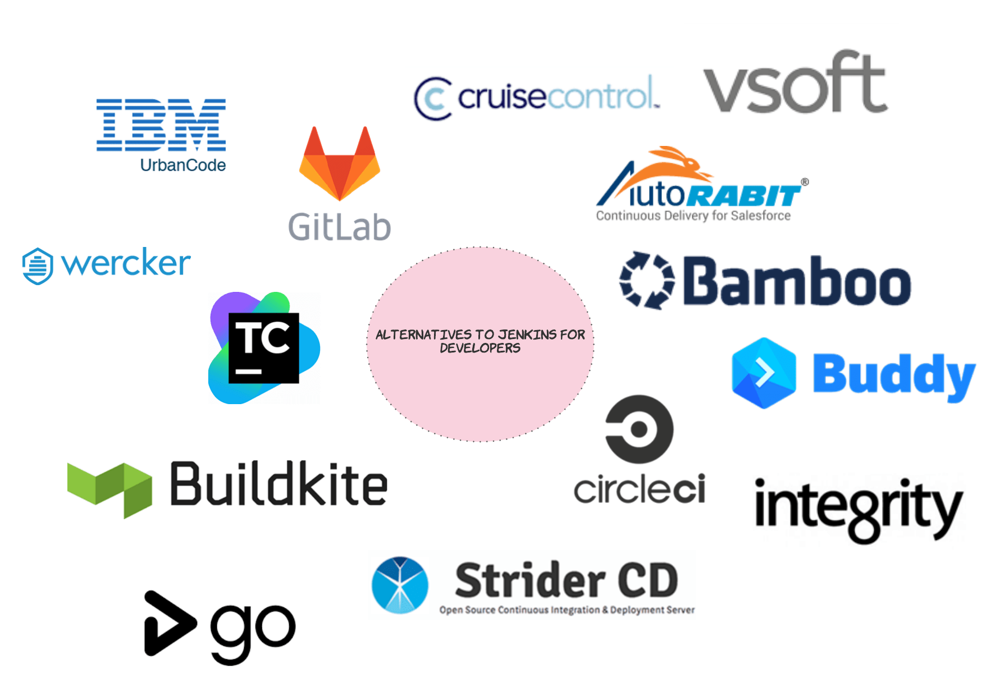 vsoft
cruisecontrol™
IBM
UrbanCode
GitLab
AutoRABIT®
Continuous Delivery for Salesforce
wercker
Bamboo
TC
ALTERNATIVES TO JENKINS FOR
DEVELOPERS
Buddy
circleci
Buildkite
integrity
Strider CD
Open Source Continuous Integration & Deployment Server
go